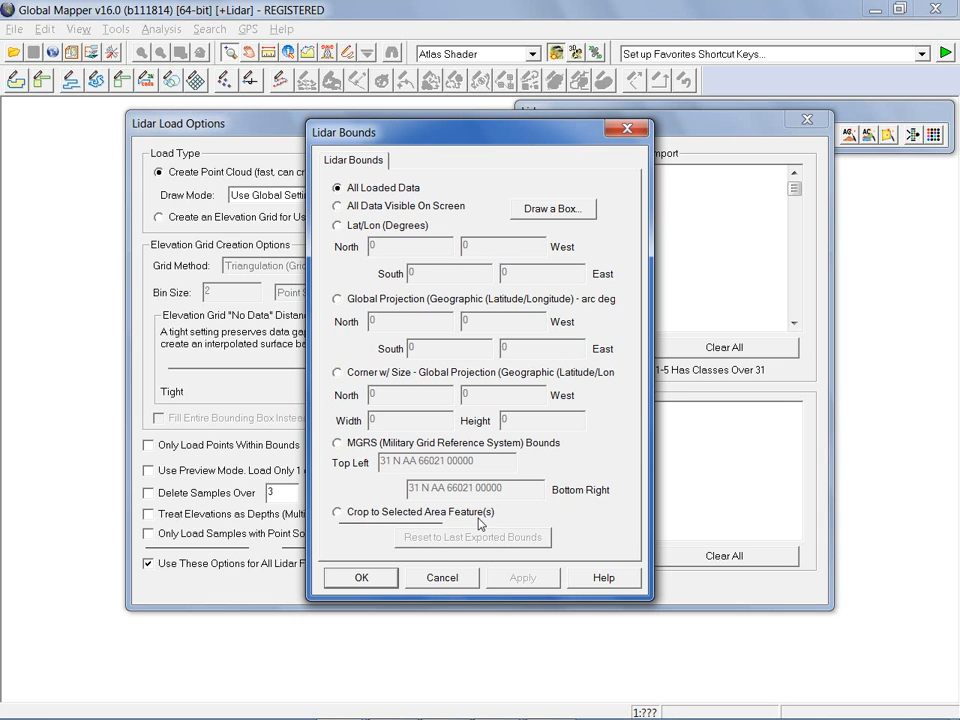 Global Mapper v16.0 (b111814) [64-bit] [+Lidar] - REGISTERED
File Edit View Tools Analysis Search GPS Help
Atlas Shader
Set up Favorites Shortcut Keys...
Lidar Load Options
Load Type
Create Point Cloud (fast, can cr
Draw Mode: Use Global Setti
Create an Elevation Grid for Us
Elevation Grid Creation Options
Grid Method: Triangulation (Gri
Bin Size: 2 Point S
Elevation Grid "No Data" Distan
A tight setting preserves data gap
create an interpolated surface ba
Tight
Fill Entire Bounding Box Instea
Only Load Points Within Bounds
Use Preview Mode. Load Only 1
Delete Samples Over 3
Treat Elevations as Depths (Multi
Only Load Samples with Point So
Use These Options for All Lidar F
Lidar Bounds
Lidar Bounds
All Loaded Data
All Data Visible On Screen
Draw a Box...
Lat/Lon (Degrees)
North 0 0 West
South 0 0 East
Global Projection (Geographic (Latitude/Longitude) - arc deg
North 0 0 West
South 0 0 East
Corner w/ Size - Global Projection (Geographic (Latitude/Lon
North 0 0 West
Width 0 Height 0
MGRS (Military Grid Reference System) Bounds
Top Left 31 N AA 66021 00000
31 N AA 66021 00000 Bottom Right
Crop to Selected Area Feature(s)
Reset to Last Exported Bounds
OK Cancel Apply Help
mport
Clear All
1-5 Has Classes Over 31
Clear All
1:???